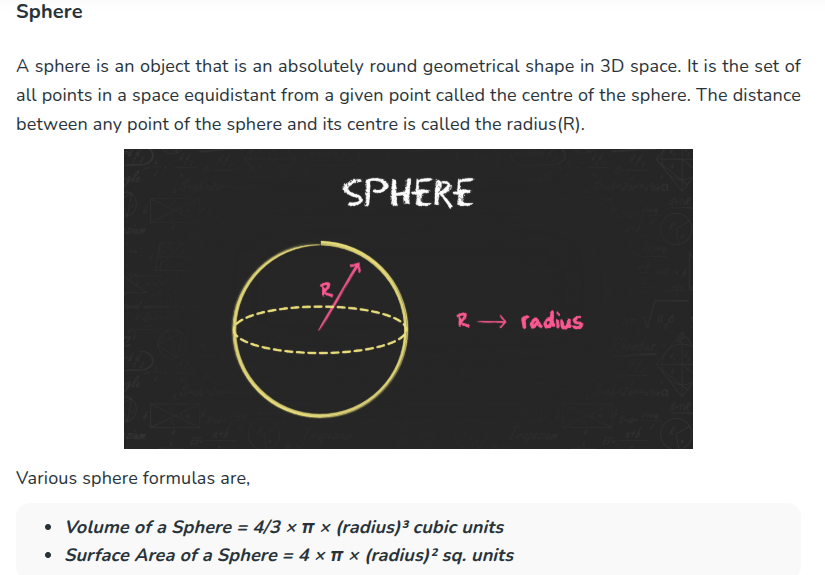 Sphere
A sphere is an object that is an absolutely round geometrical shape in 3D space. It is the set of
all points in a space equidistant from a given point called the centre of the sphere. The distance
between any point of the sphere and its centre is called the radius(R).
SPHERE
R
R → radius
Various sphere formulas are,
• Volume of a Sphere = 4/3 × π × (radius)³ cubic units
• Surface Area of a Sphere = 4 × π × (radius)² sq. units